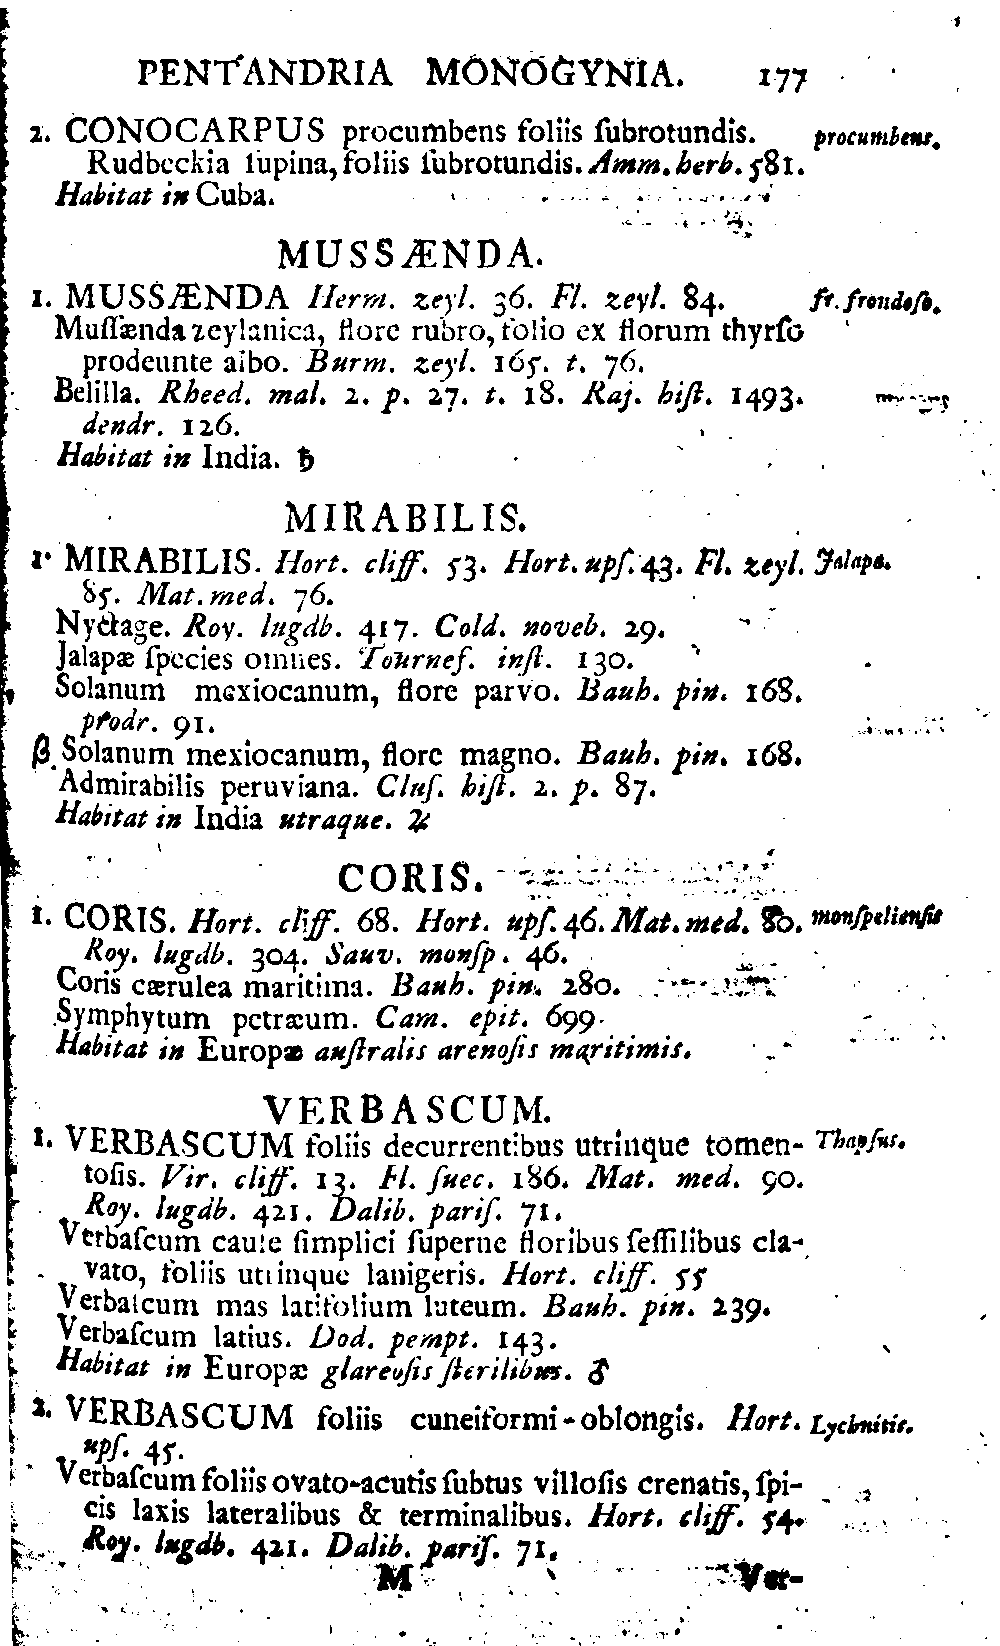 PENTANDRIA MONOGYNIA. 177
2. CONOCARPUS procumbens foliis ſubrotundis. procumbens.
Rudbeckia ſupina, foliis ſubrotundis. Amm. herb. 581.
Habitat in Cuba.
MUSSÆNDA.
1. MUSSÆNDA Herm. zeyl. 36. Fl. zeyl. 84. fr. frondoſo.
Muſſænda zeylanica, flore rubro, folio ex florum thyrſo
prodeunte albo. Burm. zeyl. 165. t. 76.
Belilla. Rheed. mal. 2. p. 27. t. 18. Raj. hiſt. 1493.
dendr. 126.
Habitat in India. ♄
MIRABILIS.
1. MIRABILIS. Hort. cliff. 53. Hort. upſ. 43. Fl. zeyl. Jalapa.
85. Mat. med. 76.
Nyctage. Roy. lugdb. 417. Cold. noveb. 29.
Jalapæ ſpecies omnes. Tournef. inſt. 130.
Solanum mexiocanum, flore parvo. Bauh. pin. 168.
prodr. 91.
β. Solanum mexiocanum, flore magno. Bauh. pin. 168.
Admirabilis peruviana. Cluſ. hiſt. 2. p. 87.
Habitat in India utraque. ♃
CORIS.
1. CORIS. Hort. cliff. 68. Hort. upſ. 46. Mat. med. 80. monſpelienſis
Roy. lugdb. 304. Sauv. monſp. 46.
Coris cærulea maritima. Bauh. pin. 280.
Symphytum petræum. Cam. epit. 699.
Habitat in Europæ auſtralis arenoſis maritimis.
VERBASCUM.
1. VERBASCUM foliis decurrentibus utrinque tomen- Thapſus.
toſis. Vir. cliff. 13. Fl. ſuec. 186. Mat. med. 90.
Roy. lugdb. 421. Dalib. pariſ. 71.
Verbaſcum caule ſimplici ſuperne floribus ſeſſilibus cla-
vato, foliis utrinque lanigeris. Hort. cliff. 55
Verbaſcum mas latifolium luteum. Bauh. pin. 239.
Verbaſcum latius. Dod. pempt. 143.
Habitat in Europæ glareoſis ſterilibus. ♂
2. VERBASCUM foliis cuneiformi-oblongis. Hort. Lychnitis.
upſ. 45.
Verbaſcum foliis ovato-acutis ſubtus villoſis crenatis, ſpi-
cis laxis lateralibus & terminalibus. Hort. cliff. 54.
Roy. lugdb. 421. Dalib. pariſ. 71.
M Ver-